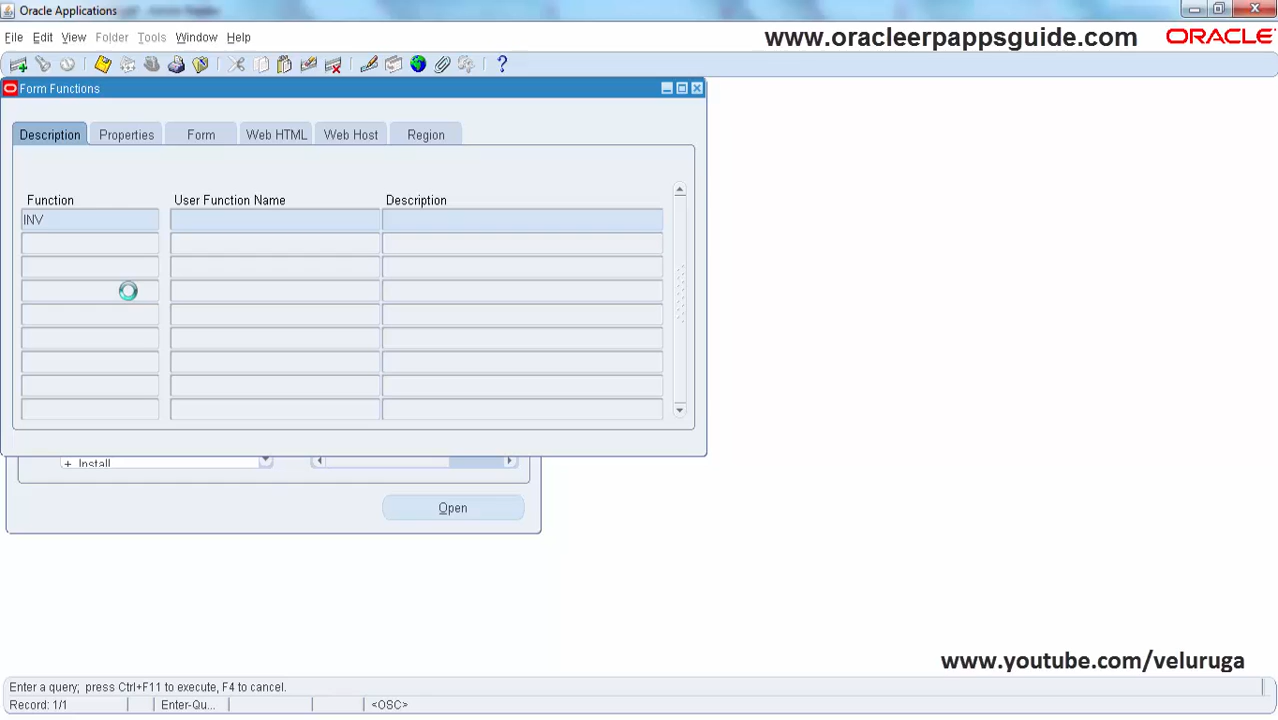 Oracle Applications
File Edit View Folder Tools Window Help
www.oracleerpappsguide.com ORACLE
Form Functions
Description Properties Form Web HTML Web Host Region
Function User Function Name Description
INV
+ Install
Open
www.youtube.com/veluruga
Enter a query; press Ctrl+F11 to execute, F4 to cancel.
Record: 1/1 Enter-Qu... <OSC>